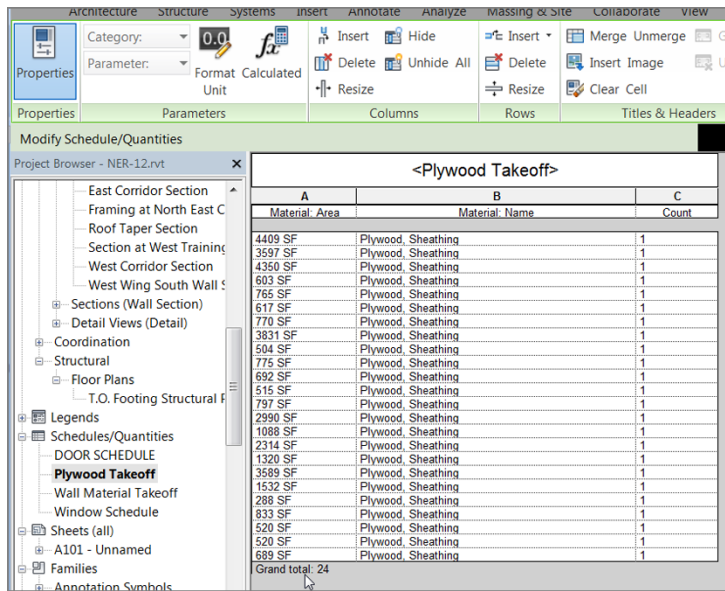 Architecture Structure Systems Insert Annotate Analyze Massing & Site Collaborate View
Properties
Category:
Parameter:
0.0
Format Unit
fx
Calculated
Insert Hide
Delete Unhide All
Resize
Insert
Delete
Resize
Merge Unmerge
Insert Image
Clear Cell
Properties Parameters Columns Rows Titles & Headers
Modify Schedule/Quantities
Project Browser - NER-12.rvt
East Corridor Section
Framing at North East C
Roof Taper Section
Section at West Training
West Corridor Section
West Wing South Wall S
Sections (Wall Section)
Detail Views (Detail)
Coordination
Structural
Floor Plans
T.O. Footing Structural P
Legends
Schedules/Quantities
DOOR SCHEDULE
Plywood Takeoff
Wall Material Takeoff
Window Schedule
Sheets (all)
A101 - Unnamed
Families
Annotation Symbols
<Plywood Takeoff>
A B C
Material: Area Material: Name Count
4409 SF Plywood, Sheathing 1
3597 SF Plywood, Sheathing 1
4350 SF Plywood, Sheathing 1
603 SF Plywood, Sheathing 1
765 SF Plywood, Sheathing 1
617 SF Plywood, Sheathing 1
770 SF Plywood, Sheathing 1
3831 SF Plywood, Sheathing 1
504 SF Plywood, Sheathing 1
775 SF Plywood, Sheathing 1
692 SF Plywood, Sheathing 1
515 SF Plywood, Sheathing 1
797 SF Plywood, Sheathing 1
2990 SF Plywood, Sheathing 1
1088 SF Plywood, Sheathing 1
2314 SF Plywood, Sheathing 1
1320 SF Plywood, Sheathing 1
3589 SF Plywood, Sheathing 1
1532 SF Plywood, Sheathing 1
288 SF Plywood, Sheathing 1
833 SF Plywood, Sheathing 1
520 SF Plywood, Sheathing 1
520 SF Plywood, Sheathing 1
689 SF Plywood, Sheathing 1
Grand total: 24